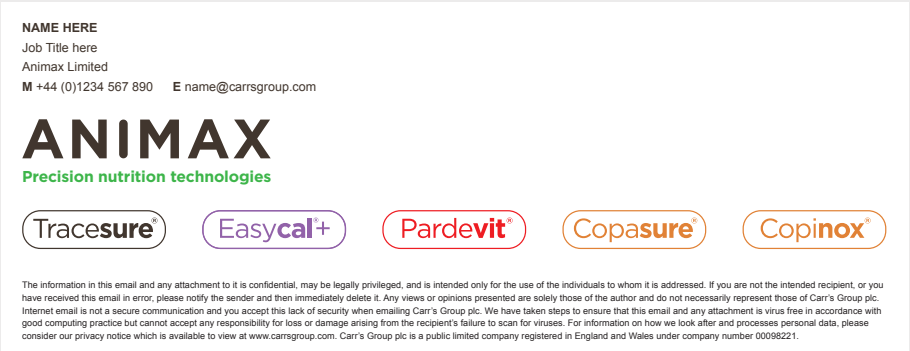 NAME HERE
Job Title here
Animax Limited
M +44 (0)1234 567 890 E name@carrsgroup.com
ANIMAX
Precision nutrition technologies
Tracesure® Easycal®+ Pardevit® Copasure® Copinox®
The information in this email and any attachment to it is confidential, may be legally privileged, and is intended only for the use of the individuals to whom it is addressed. If you are not the intended recipient, or you
have received this email in error, please notify the sender and then immediately delete it. Any views or opinions presented are solely those of the author and do not necessarily represent those of Carr's Group plc.
Internet email is not a secure communication and you accept this lack of security when emailing Carr's Group plc. We have taken steps to ensure that this email and any attachment is virus free in accordance with
good computing practice but cannot accept any responsibility for loss or damage arising from the recipient's failure to scan for viruses. For information on how we look after and processes personal data, please
consider our privacy notice which is available to view at www.carrsgroup.com. Carr's Group plc is a public limited company registered in England and Wales under company number 00098221.